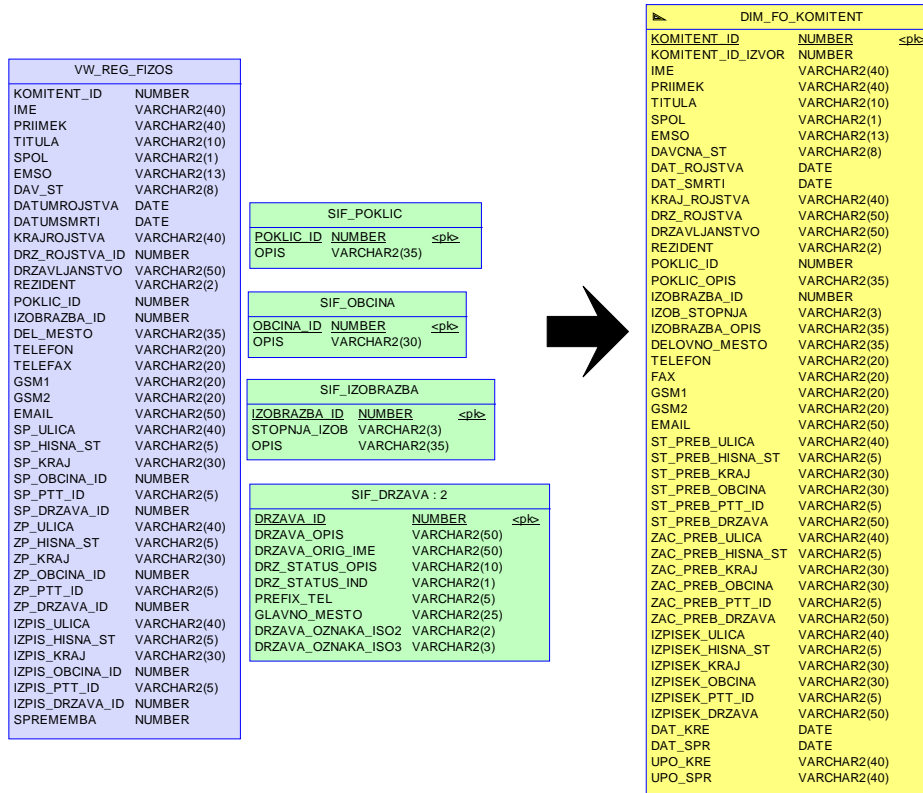 VW_REG_FIZOS
KOMITENT_ID NUMBER
IME VARCHAR2(40)
PRIIMEK VARCHAR2(40)
TITULA VARCHAR2(10)
SPOL VARCHAR2(1)
EMSO VARCHAR2(13)
DAV_ST VARCHAR2(8)
DATUMROJSTVA DATE
DATUMSMRTI DATE
KRAJROJSTVA VARCHAR2(40)
DRZ_ROJSTVA_ID NUMBER
DRZAVLJANSTVO VARCHAR2(50)
REZIDENT VARCHAR2(2)
POKLIC_ID NUMBER
IZOBRAZBA_ID NUMBER
DEL_MESTO VARCHAR2(35)
TELEFON VARCHAR2(20)
TELEFAX VARCHAR2(20)
GSM1 VARCHAR2(20)
GSM2 VARCHAR2(20)
EMAIL VARCHAR2(50)
SP_ULICA VARCHAR2(40)
SP_HISNA_ST VARCHAR2(5)
SP_KRAJ VARCHAR2(30)
SP_OBCINA_ID NUMBER
SP_PTT_ID VARCHAR2(5)
SP_DRZAVA_ID NUMBER
ZP_ULICA VARCHAR2(40)
ZP_HISNA_ST VARCHAR2(5)
ZP_KRAJ VARCHAR2(30)
ZP_OBCINA_ID NUMBER
ZP_PTT_ID VARCHAR2(5)
ZP_DRZAVA_ID NUMBER
IZPIS_ULICA VARCHAR2(40)
IZPIS_HISNA_ST VARCHAR2(5)
IZPIS_KRAJ VARCHAR2(30)
IZPIS_OBCINA_ID NUMBER
IZPIS_PTT_ID VARCHAR2(5)
IZPIS_DRZAVA_ID NUMBER
SPREMEMBA NUMBER
SIF_POKLIC
POKLIC_ID NUMBER <pk>
OPIS VARCHAR2(35)
SIF_OBCINA
OBCINA_ID NUMBER <pk>
OPIS VARCHAR2(30)
SIF_IZOBRAZBA
IZOBRAZBA_ID NUMBER <pk>
STOPNJA_IZOB VARCHAR2(3)
OPIS VARCHAR2(35)
SIF_DRZAVA : 2
DRZAVA_ID NUMBER <pk>
DRZAVA_OPIS VARCHAR2(50)
DRZAVA_ORIG_IME VARCHAR2(50)
DRZ_STATUS_OPIS VARCHAR2(10)
DRZ_STATUS_IND VARCHAR2(1)
PREFIX_TEL VARCHAR2(5)
GLAVNO_MESTO VARCHAR2(25)
DRZAVA_OZNAKA_ISO2 VARCHAR2(2)
DRZAVA_OZNAKA_ISO3 VARCHAR2(3)
DIM_FO_KOMITENT
KOMITENT_ID NUMBER <pk>
KOMITENT_ID_IZVOR NUMBER
IME VARCHAR2(40)
PRIIMEK VARCHAR2(40)
TITULA VARCHAR2(10)
SPOL VARCHAR2(1)
EMSO VARCHAR2(13)
DAVCNA_ST VARCHAR2(8)
DAT_ROJSTVA DATE
DAT_SMRTI DATE
KRAJ_ROJSTVA VARCHAR2(40)
DRZ_ROJSTVA VARCHAR2(50)
DRZAVLJANSTVO VARCHAR2(50)
REZIDENT VARCHAR2(2)
POKLIC_ID NUMBER
POKLIC_OPIS VARCHAR2(35)
IZOBRAZBA_ID NUMBER
IZOB_STOPNJA VARCHAR2(3)
IZOBRAZBA_OPIS VARCHAR2(35)
DELOVNO_MESTO VARCHAR2(35)
TELEFON VARCHAR2(20)
FAX VARCHAR2(20)
GSM1 VARCHAR2(20)
GSM2 VARCHAR2(20)
EMAIL VARCHAR2(50)
ST_PREB_ULICA VARCHAR2(40)
ST_PREB_HISNA_ST VARCHAR2(5)
ST_PREB_KRAJ VARCHAR2(30)
ST_PREB_OBCINA VARCHAR2(30)
ST_PREB_PTT_ID VARCHAR2(5)
ST_PREB_DRZAVA VARCHAR2(50)
ZAC_PREB_ULICA VARCHAR2(40)
ZAC_PREB_HISNA_ST VARCHAR2(5)
ZAC_PREB_KRAJ VARCHAR2(30)
ZAC_PREB_OBCINA VARCHAR2(30)
ZAC_PREB_PTT_ID VARCHAR2(5)
ZAC_PREB_DRZAVA VARCHAR2(50)
IZPISEK_ULICA VARCHAR2(40)
IZPISEK_HISNA_ST VARCHAR2(5)
IZPISEK_KRAJ VARCHAR2(30)
IZPISEK_OBCINA VARCHAR2(30)
IZPISEK_PTT_ID VARCHAR2(5)
IZPISEK_DRZAVA VARCHAR2(50)
DAT_KRE DATE
DAT_SPR DATE
UPO_KRE VARCHAR2(40)
UPO_SPR VARCHAR2(40)